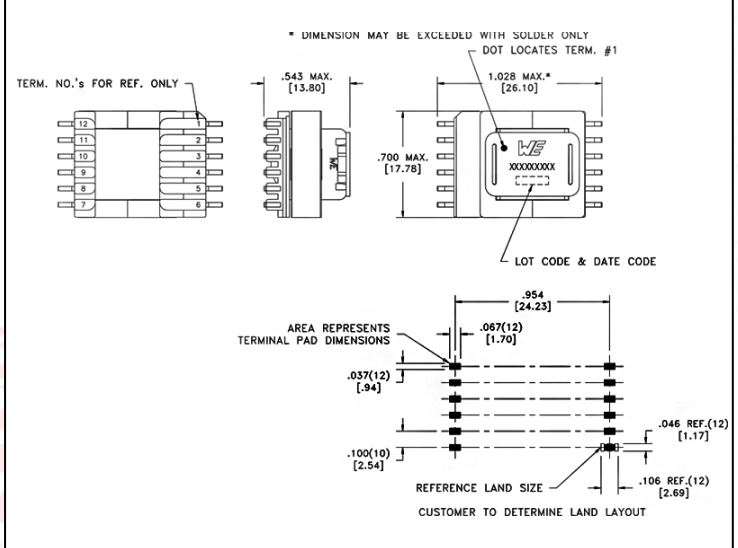 * DIMENSION MAY BE EXCEEDED WITH SOLDER ONLY
DOT LOCATES TERM. #1
TERM. NO.'s FOR REF. ONLY
.543 MAX.
[13.80]
1.028 MAX.*
[26.10]
12 1
11 2
10 3
9 4
8 5
7 6
WE
.700 MAX.
[17.78]
WE
XXXXXXXXX
LOT CODE & DATE CODE
.954
[24.23]
AREA REPRESENTS
TERMINAL PAD DIMENSIONS
.067(12)
[1.70]
.037(12)
[.94]
.046 REF.(12)
[1.17]
.100(10)
[2.54]
.106 REF.(12)
[2.69]
REFERENCE LAND SIZE
CUSTOMER TO DETERMINE LAND LAYOUT